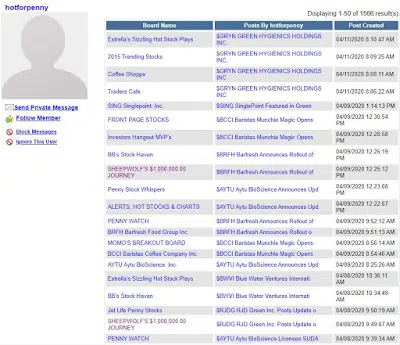 hotforpenny
Displaying 1-50 of 1566 result(s).
Board Name Posts By hotforpenny Post Created
Estrella's Sizzling Hot Stock Plays $GRYN GREEN HYGIENICS HOLDINGS INC. 04/11/2020 8:10:47 AM
2015 Trending Stocks $GRYN GREEN HYGIENICS HOLDINGS INC. 04/11/2020 8:09:25 AM
Coffee Shoppe $GRYN GREEN HYGIENICS HOLDINGS INC. 04/11/2020 8:08:11 AM
Traders Cafe $GRYN GREEN HYGIENICS HOLDINGS INC. 04/11/2020 8:06:22 AM
SING Singlepoint: Inc. $SING SinglePoint Featured in Green 04/09/2020 1:14:13 PM
FRONT PAGE STOCKS $BCCI Baristas Munchie Magic Opens 04/09/2020 12:30:54 PM
Investors Hangout MVP's $BCCI Baristas Munchie Magic Opens 04/09/2020 12:28:58 PM
BB's Stock Haven $BRFH Barfresh Announces Rollout of 04/09/2020 12:26:19 PM
SHEEPWOLF'S $1,000,000.00 JOURNEY $BRFH Barfresh Announces Rollout of 04/09/2020 12:25:12 PM
Penny Stock Whispers $AYTU Aytu BioScience Announces Upd 04/09/2020 12:23:08 PM
ALERTS, HOT STOCKS & CHARTS $AYTU Aytu BioScience Announces Upd 04/09/2020 12:22:07 PM
PENNY WATCH $BRFH Barfresh Announces Rollout of 04/09/2020 9:52:12 AM
BRFH Barfresh Food Group Inc $BRFH Barfresh Announces Rollout o 04/09/2020 9:51:13 AM
MOMO'S BREAKOUT BOARD $BCCI Baristas Munchie Magic Opens 04/09/2020 8:56:14 AM
BCCI Baristas Coffee Company Inc. $BCCI Baristas Munchie Magic Opens 04/09/2020 8:54:46 AM
AYTU Aytu BioScience, Inc. $AYTU Aytu BioScience Announces Upd 04/09/2020 8:25:26 AM
Estrella's Sizzling Hot Stock Plays $BWVI Blue Water Ventures Internati. 04/08/2020 10:36:11 AM
BB's Stock Haven $BWVI Blue Water Ventures Internati. 04/08/2020 10:34:49 AM
Jet Life Penny Stocks $RJDG RJD Green Inc. Posts Update o 04/08/2020 9:50:19 AM
SHEEPWOLF'S $1,000,000.00 JOURNEY $RJDG RJD Green Inc. Posts Update o 04/08/2020 9:49:07 AM
PENNY WATCH $AYTU Aytu BioScience Licensee SUDA 04/08/2020 9:39:34 AM
Send Private Message
Follow Member
Block Messages
Ignore This User